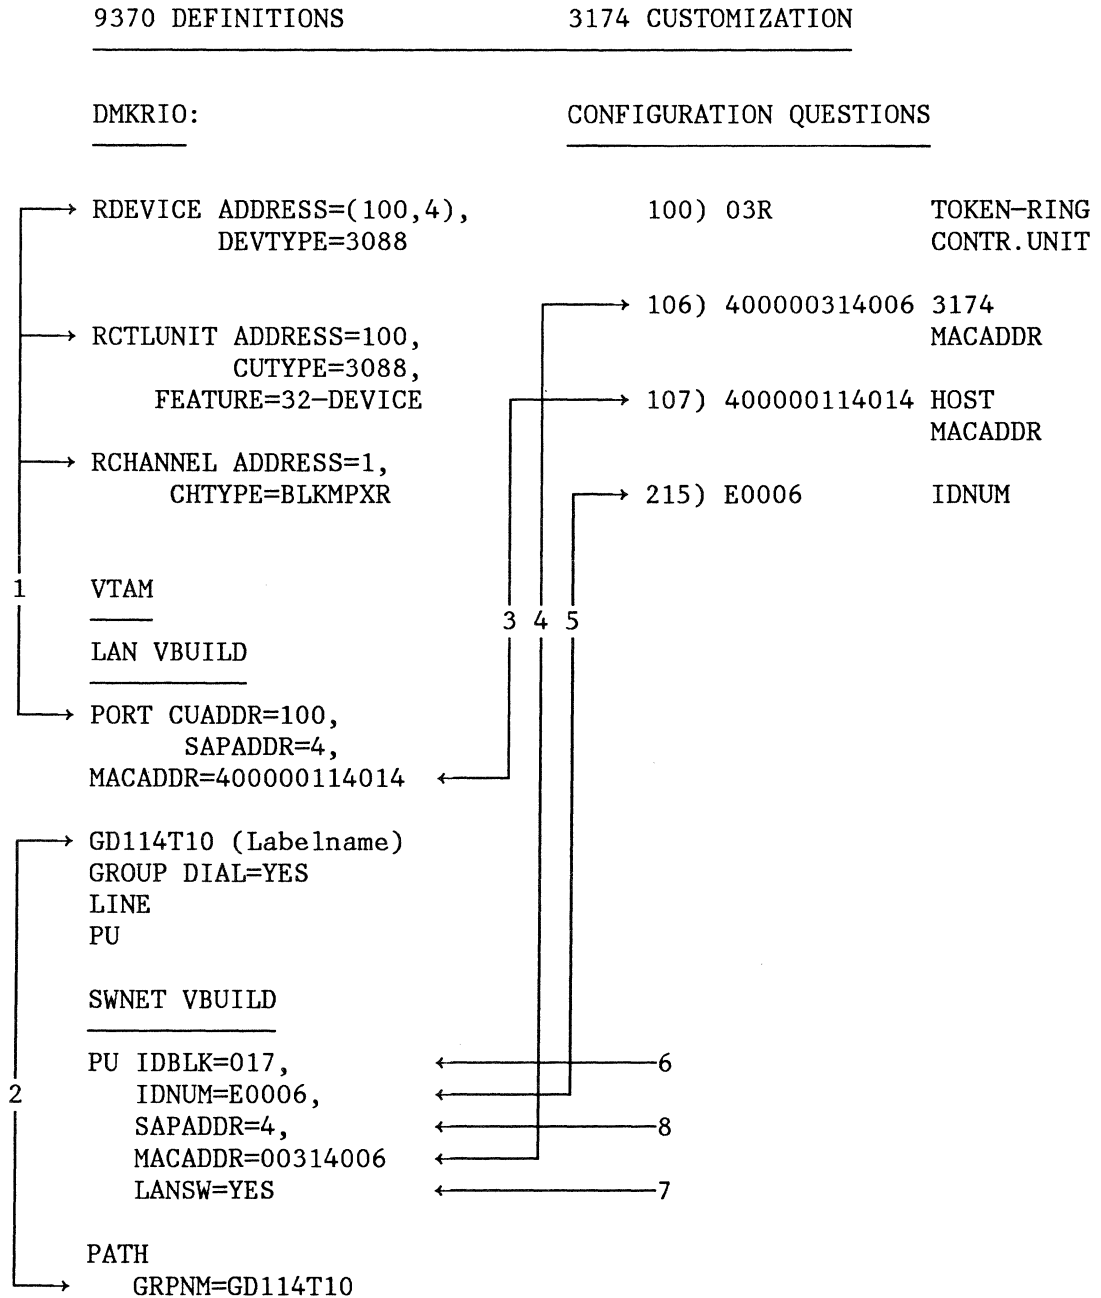 9370 DEFINITIONS 3174 CUSTOMIZATION
DMKRIO: CONFIGURATION QUESTIONS
RDEVICE ADDRESS=(100,4), 100) 03R TOKEN-RING
DEVTYPE=3088 CONTR.UNIT
106) 400000314006 3174
RCTLUNIT ADDRESS=100, MACADDR
CUTYPE=3088,
FEATURE=32-DEVICE 107) 400000114014 HOST
MACADDR
RCHANNEL ADDRESS=1,
CHTYPE=BLKMPXR 215) E0006 IDNUM
1 VTAM
3 4 5
LAN VBUILD
PORT CUADDR=100,
SAPADDR=4,
MACADDR=400000114014
GD114T10 (Labelname)
GROUP DIAL=YES
LINE
PU
SWNET VBUILD
PU IDBLK=017, 6
2 IDNUM=E0006,
SAPADDR=4, 8
MACADDR=00314006
LANSW=YES 7
PATH
GRPNM=GD114T10